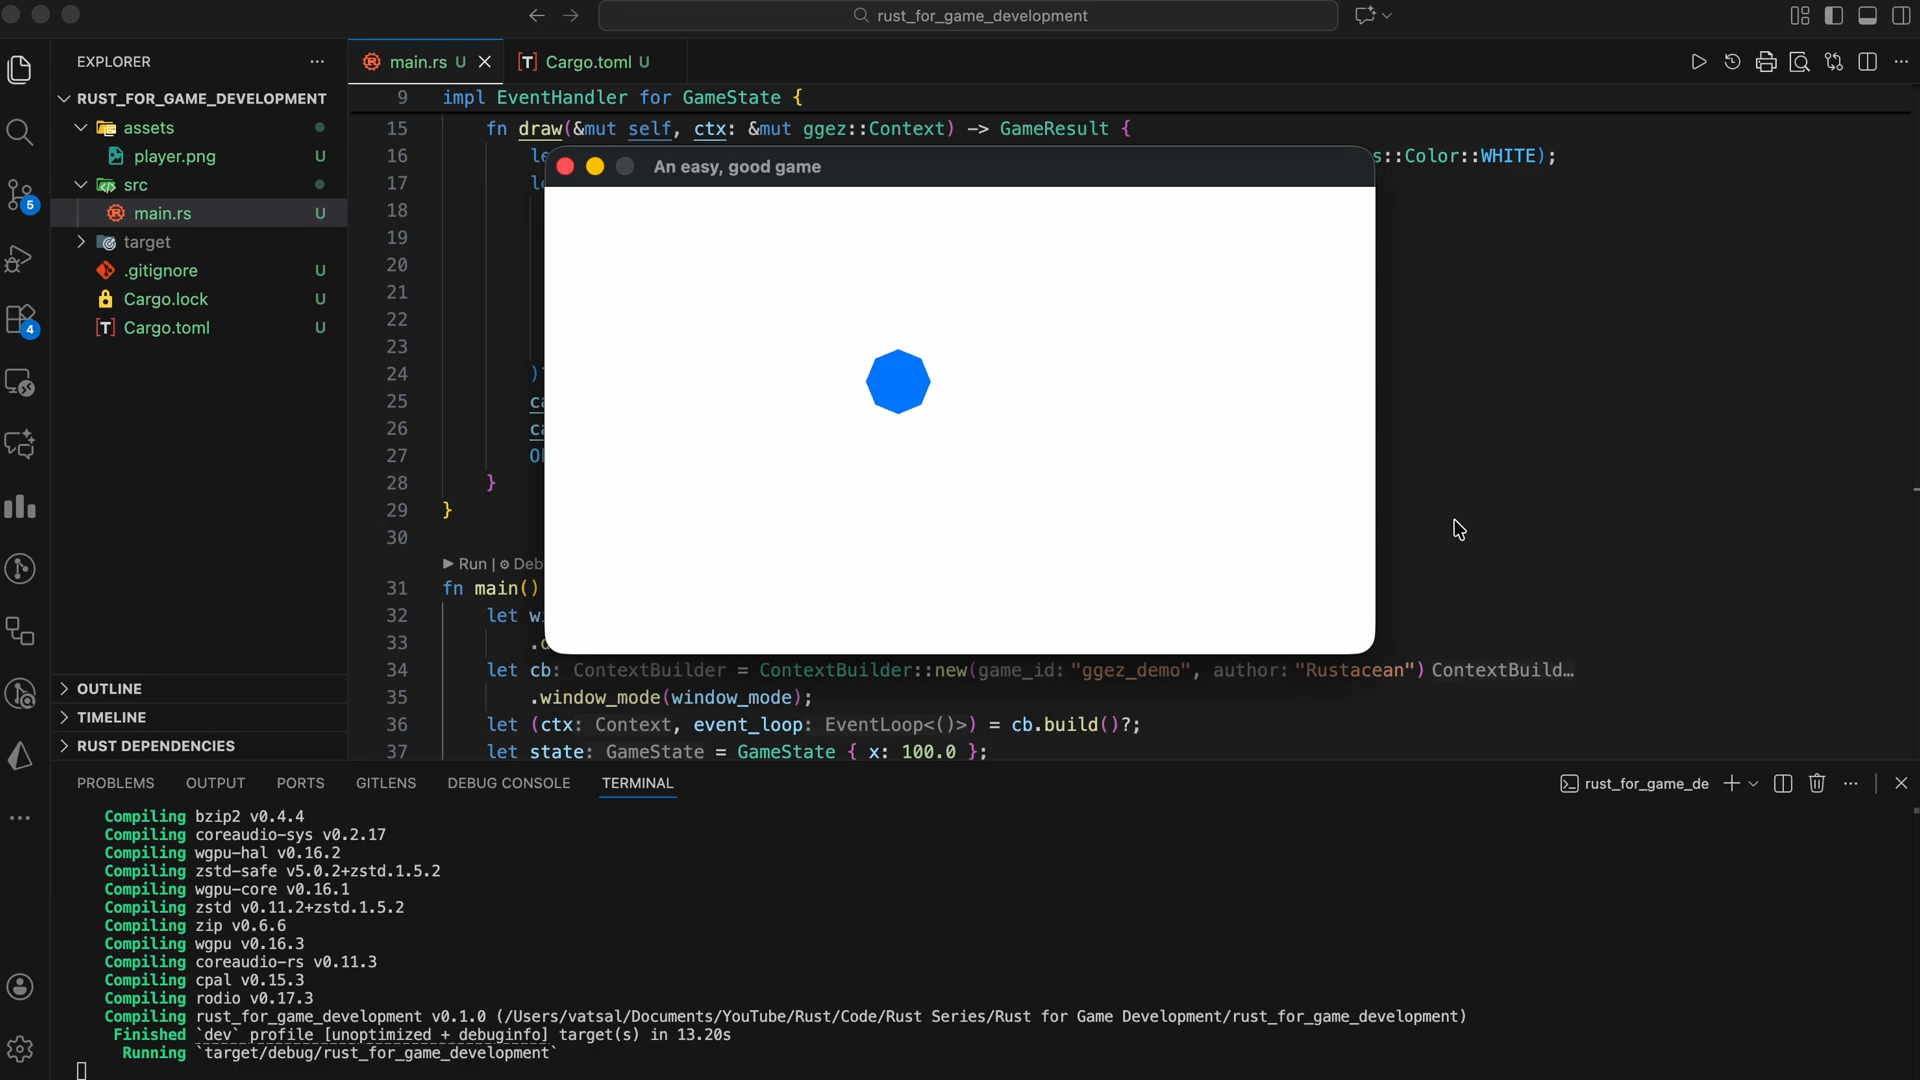 rust_for_game_development
EXPLORER
RUST_FOR_GAME_DEVELOPMENT
assets
player.png U
src
main.rs U
target
.gitignore U
Cargo.lock U
Cargo.toml U
OUTLINE
TIMELINE
RUST DEPENDENCIES
5
4
main.rs U
[T] Cargo.toml U
9 impl EventHandler for GameState {
15 fn draw(&mut self, ctx: &mut ggez::Context) -> GameResult {
16 le s::Color::WHITE);
17
18
19
20
21
22
23
24 )
25 ca
26 ca
27
28 }
29 }
30
Run | Deb
31 fn main()
32 let w
33
34 let cb: ContextBuilder = ContextBuilder::new(game_id: "ggez_demo", author: "Rustacean") ContextBuild…
35 .window_mode(window_mode);
36 let (ctx: Context, event_loop: EventLoop<()>) = cb.build()?;
37 let state: GameState = GameState { x: 100.0 };
An easy, good game
PROBLEMS OUTPUT PORTS GITLENS DEBUG CONSOLE TERMINAL
rust_for_game_de
Compiling bzip2 v0.4.4
Compiling coreaudio-sys v0.2.17
Compiling wgpu-hal v0.16.2
Compiling zstd-safe v5.0.2+zstd.1.5.2
Compiling wgpu-core v0.16.1
Compiling zstd v0.11.2+zstd.1.5.2
Compiling zip v0.6.6
Compiling wgpu v0.16.3
Compiling coreaudio-rs v0.11.3
Compiling cpal v0.15.3
Compiling rodio v0.17.3
Compiling rust_for_game_development v0.1.0 (/Users/vatsal/Documents/YouTube/Rust/Code/Rust Series/Rust for Game Development/rust_for_game_development)
Finished `dev` profile [unoptimized + debuginfo] target(s) in 13.20s
Running `target/debug/rust_for_game_development`